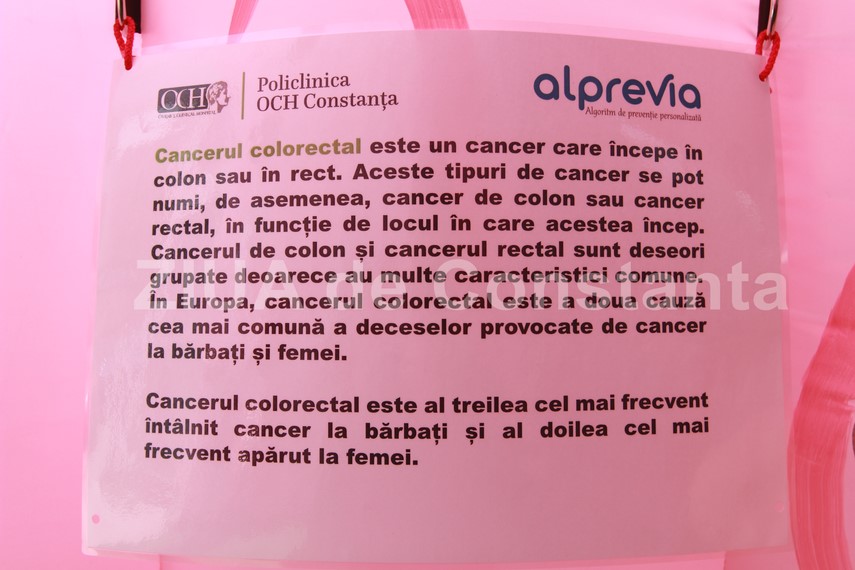 OCH
Policlinica
OCH Constanța
alprevia
Algoritm de prevenție personalizată
Cancerul colorectal este un cancer care începe în
colon sau în rect. Aceste tipuri de cancer se pot
numi, de asemenea, cancer de colon sau cancer
rectal, în funcție de locul în care acestea încep.
Cancerul de colon și cancerul rectal sunt deseori
grupate deoarece au multe caracteristici comune.
În Europa, cancerul colorectal este a doua cauză
cea mai comună a deceselor provocate de cancer
la bărbați și femei.
Cancerul colorectal este al treilea cel mai frecvent
întâlnit cancer la bărbați și al doilea cel mai
frecvent apărut la femei.
ZIUA de Constanta